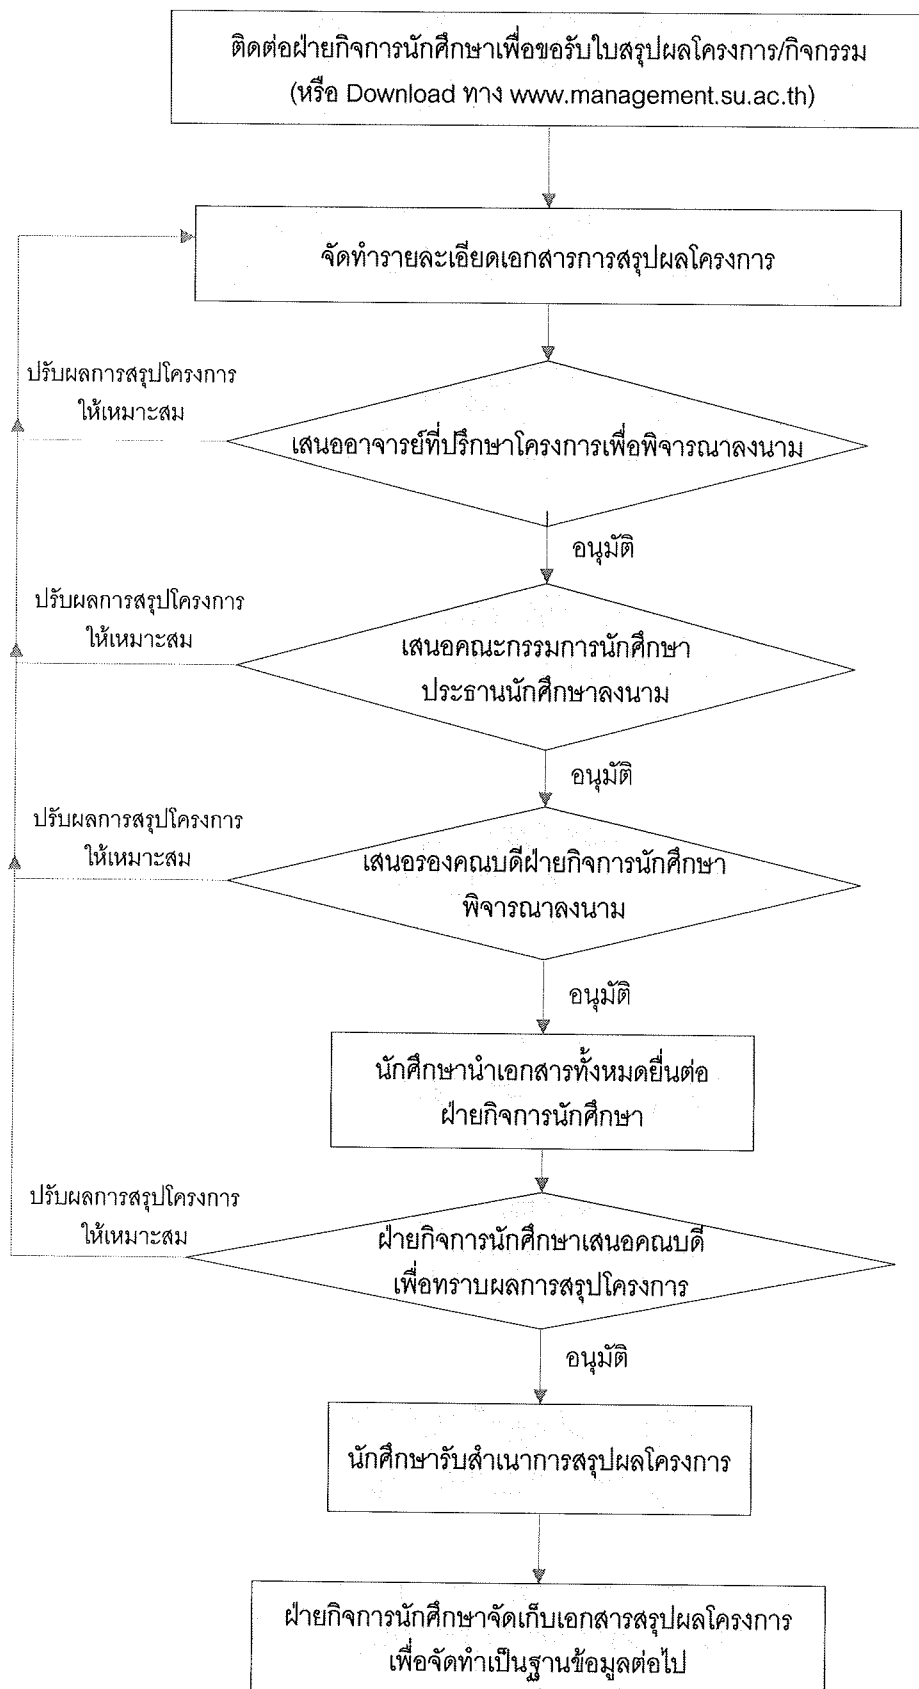 ติดต่อฝ่ายกิจการนักศึกษาเพื่อขอรับใบสรุปผลโครงการ/กิจกรรม
(หรือ Download ทาง www.management.su.ac.th)
จัดทำรายละเอียดเอกสารการสรุปผลโครงการ
ปรับผลการสรุปโครงการ
ให้เหมาะสม
เสนออาจารย์ที่ปรึกษาโครงการเพื่อพิจารณาลงนาม
อนุมัติ
ปรับผลการสรุปโครงการ
ให้เหมาะสม
เสนอคณะกรรมการนักศึกษา
ประธานนักศึกษาลงนาม
อนุมัติ
ปรับผลการสรุปโครงการ
ให้เหมาะสม
เสนอรองคณบดีฝ่ายกิจการนักศึกษา
พิจารณาลงนาม
อนุมัติ
นักศึกษานำเอกสารทั้งหมดยื่นต่อ
ฝ่ายกิจการนักศึกษา
ปรับผลการสรุปโครงการ
ให้เหมาะสม
ฝ่ายกิจการนักศึกษาเสนอคณบดี
เพื่อทราบผลการสรุปโครงการ
อนุมัติ
นักศึกษารับสำเนาการสรุปผลโครงการ
ฝ่ายกิจการนักศึกษาจัดเก็บเอกสารสรุปผลโครงการ
เพื่อจัดทำเป็นฐานข้อมูลต่อไป